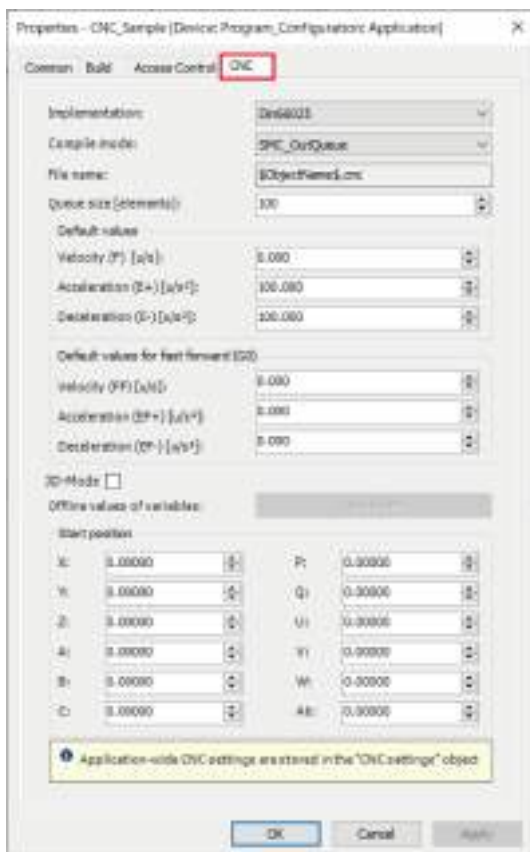 Properties - CNC_Sample [Device: Program_Configuration: Application]
Common Build Access Control CNC
Implementation: Din66025
Compile mode: SMC_OutQueue
File name: $ObjectName$.cnc
Queue size [elements]: 100
Default values
Velocity (F) [u/s]: 0.000
Acceleration (E+) [u/s²]: 100.000
Deceleration (E-) [u/s²]: 100.000
Default values for fast forward (G0)
Velocity (FF) [u/s]: 0.000
Acceleration (EF+) [u/s²]: 0.000
Deceleration (EF-) [u/s²]: 0.000
3D-Mode
Offline values of variables:
Start position
X: 0.00000 P: 0.00000
Y: 0.00000 Q: 0.00000
Z: 0.00000 U: 0.00000
A: 0.00000 V: 0.00000
B: 0.00000 W: 0.00000
C: 0.00000 A6: 0.00000
Application-wide CNC settings are stored in the "CNC settings" object
OK Cancel Apply